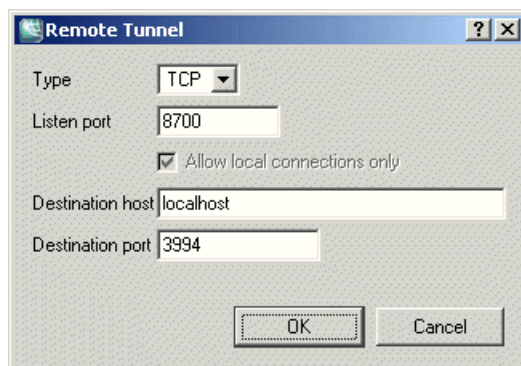 Remote Tunnel
Type TCP
Listen port 8700
Allow local connections only
Destination host localhost
Destination port 3994
OK Cancel